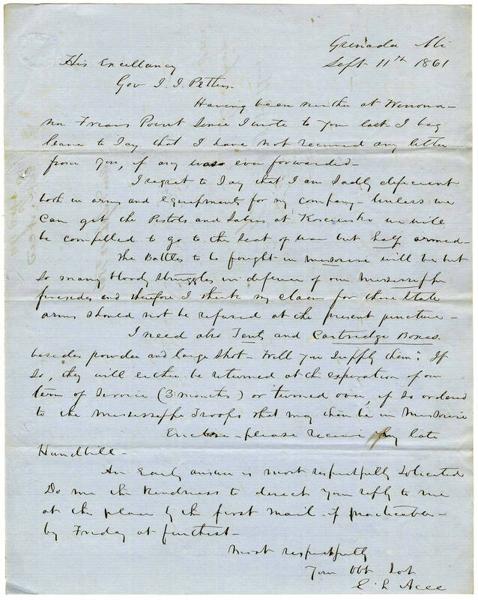 Grenada Mi
Sept 11th 1861
His Excellency
Gov J. J. Pettus.
Having been neither at Winona
nor Friars Point since I wrote to you last I beg
leave to say that I have not received any letter
from you, if any was ever forwarded.
I regret to say that I am sadly deficient
both in arms and equipments for my company. Unless we
can get the Pistols and Sabres at Kosciusko we will
be compelled to go to the seat of war but half armed.
The Battles to be fought in Missouri will be but
so many bloody struggles in defence of our Mississippi
firesides and therefore I think my claim for these State
arms should not be refused at the present juncture.
I need also Tents and Cartridge Boxes
besides powder and large shot. Will you supply them? If
so, they will either be returned at the expiration of our
term of service (3 months) or turned over, if so ordered
to the Mississippi Troops that may then be in Missouri
please receive my late
Handbill.
An early answer is most respectfully solicited
Do me the kindness to direct your reply to me
at this place by the first mail if practicable
by Friday at furthest.
Most respectfully
Your Obt Svt